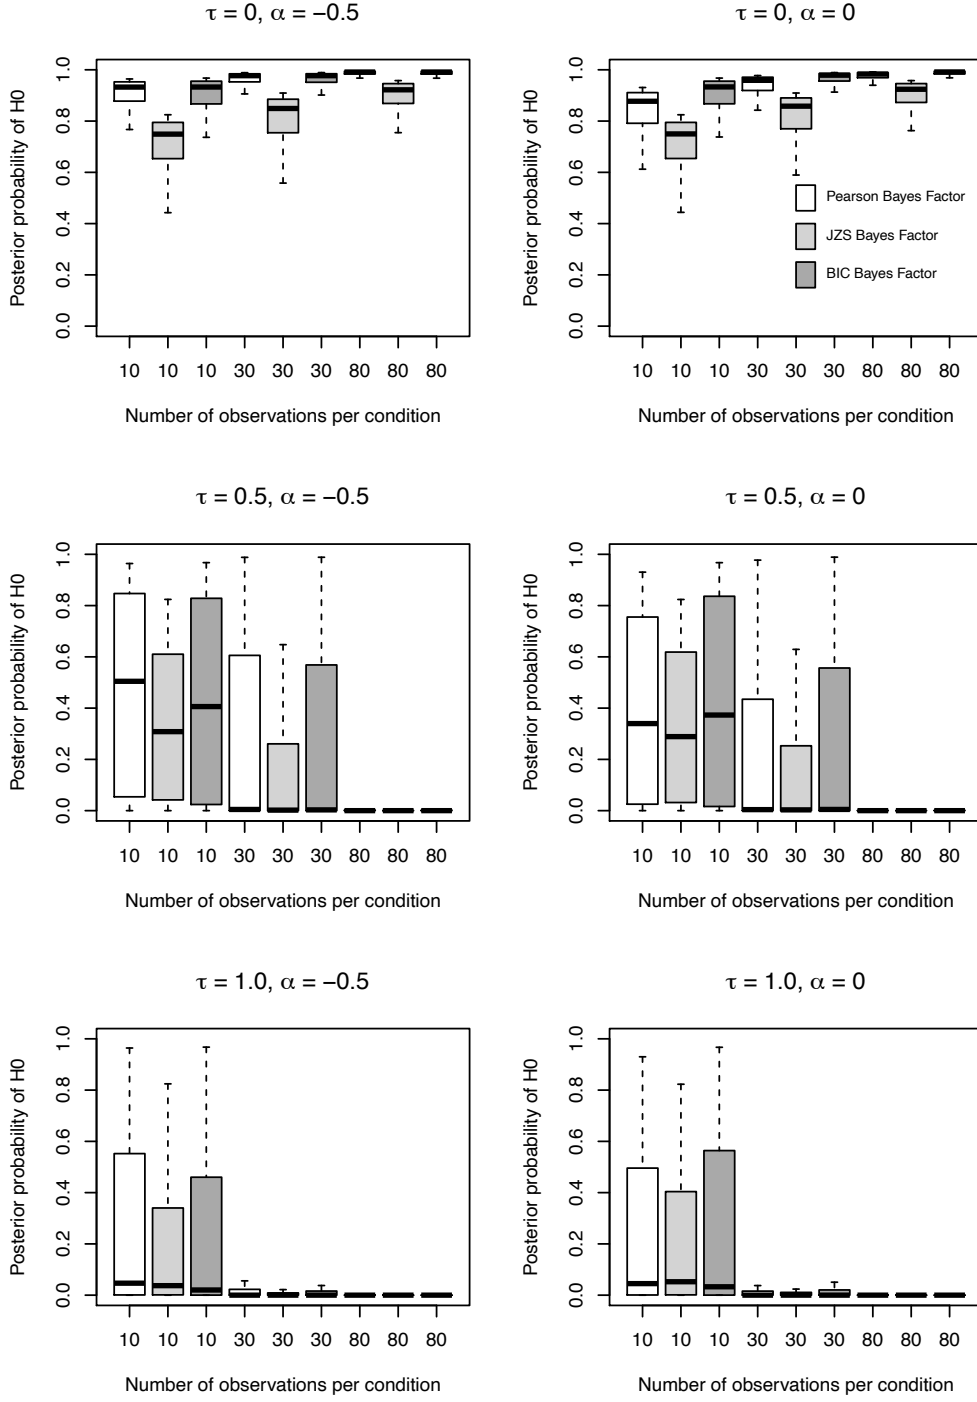 τ = 0, α = −0.5
Posterior probability of H0
1.0
0.8
0.6
0.4
0.2
0.0
10 10 10 30 30 30 80 80 80
Number of observations per condition
τ = 0, α = 0
Posterior probability of H0
1.0
0.8
0.6
0.4
0.2
0.0
Pearson Bayes Factor
JZS Bayes Factor
BIC Bayes Factor
10 10 10 30 30 30 80 80 80
Number of observations per condition
τ = 0.5, α = −0.5
Posterior probability of H0
1.0
0.8
0.6
0.4
0.2
0.0
10 10 10 30 30 30 80 80 80
Number of observations per condition
τ = 0.5, α = 0
Posterior probability of H0
1.0
0.8
0.6
0.4
0.2
0.0
10 10 10 30 30 30 80 80 80
Number of observations per condition
τ = 1.0, α = −0.5
Posterior probability of H0
1.0
0.8
0.6
0.4
0.2
0.0
10 10 10 30 30 30 80 80 80
Number of observations per condition
τ = 1.0, α = 0
Posterior probability of H0
1.0
0.8
0.6
0.4
0.2
0.0
10 10 10 30 30 30 80 80 80
Number of observations per condition